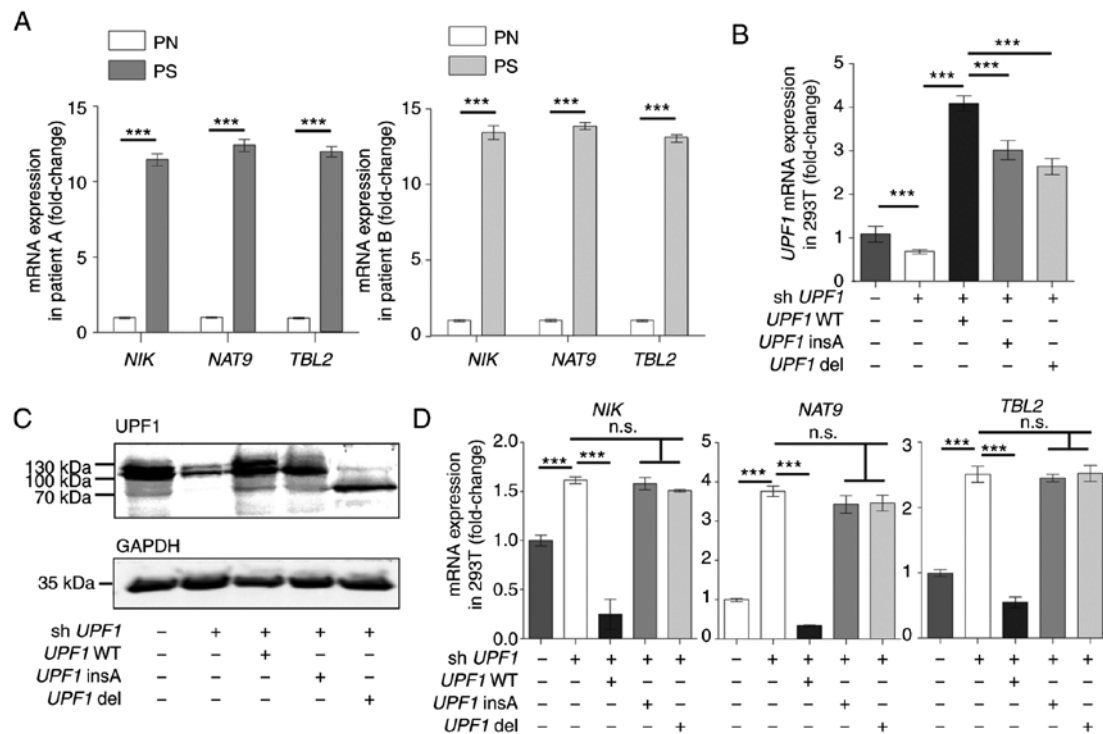 A
PN
PS
PN
PS
mRNA expression
in patient A (fold-change)
15
10
5
0
***
***
***
NIK
NAT9
TBL2
mRNA expression
in patient B (fold-change)
15
10
5
0
***
***
***
NIK
NAT9
TBL2
B
UPF1 mRNA expression
in 293T (fold-change)
5
4
3
2
1
0
***
***
***
***
sh UPF1 – + + + +
UPF1 WT – – + – –
UPF1 insA – – – + –
UPF1 del – – – – +
C
UPF1
130 kDa
100 kDa
70 kDa
GAPDH
35 kDa
sh UPF1 – + + + +
UPF1 WT – – + – –
UPF1 insA – – – + –
UPF1 del – – – – +
D
mRNA expression
in 293T (fold-change)
NIK
n.s.
*** ***
2.0
1.5
1.0
0.5
0.0
NAT9
n.s.
*** ***
5
4
3
2
1
0
TBL2
n.s.
*** ***
3
2
1
0
sh UPF1 – + + + + – + + + + – + + + +
UPF1 WT – – + – – – – + – – – – + – –
UPF1 insA – – – + – – – – + – – – – + –
UPF1 del – – – – + – – – – + – – – – +